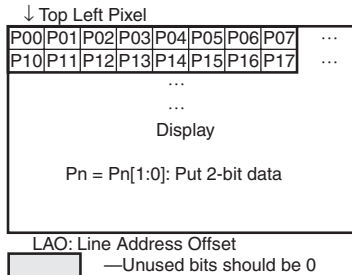 ↓ Top Left Pixel
P00 P01 P02 P03 P04 P05 P06 P07 ...
P10 P11 P12 P13 P14 P15 P16 P17 ...
...
...
Display
Pn = Pn[1:0]: Put 2-bit data
LAO: Line Address Offset
—Unused bits should be 0